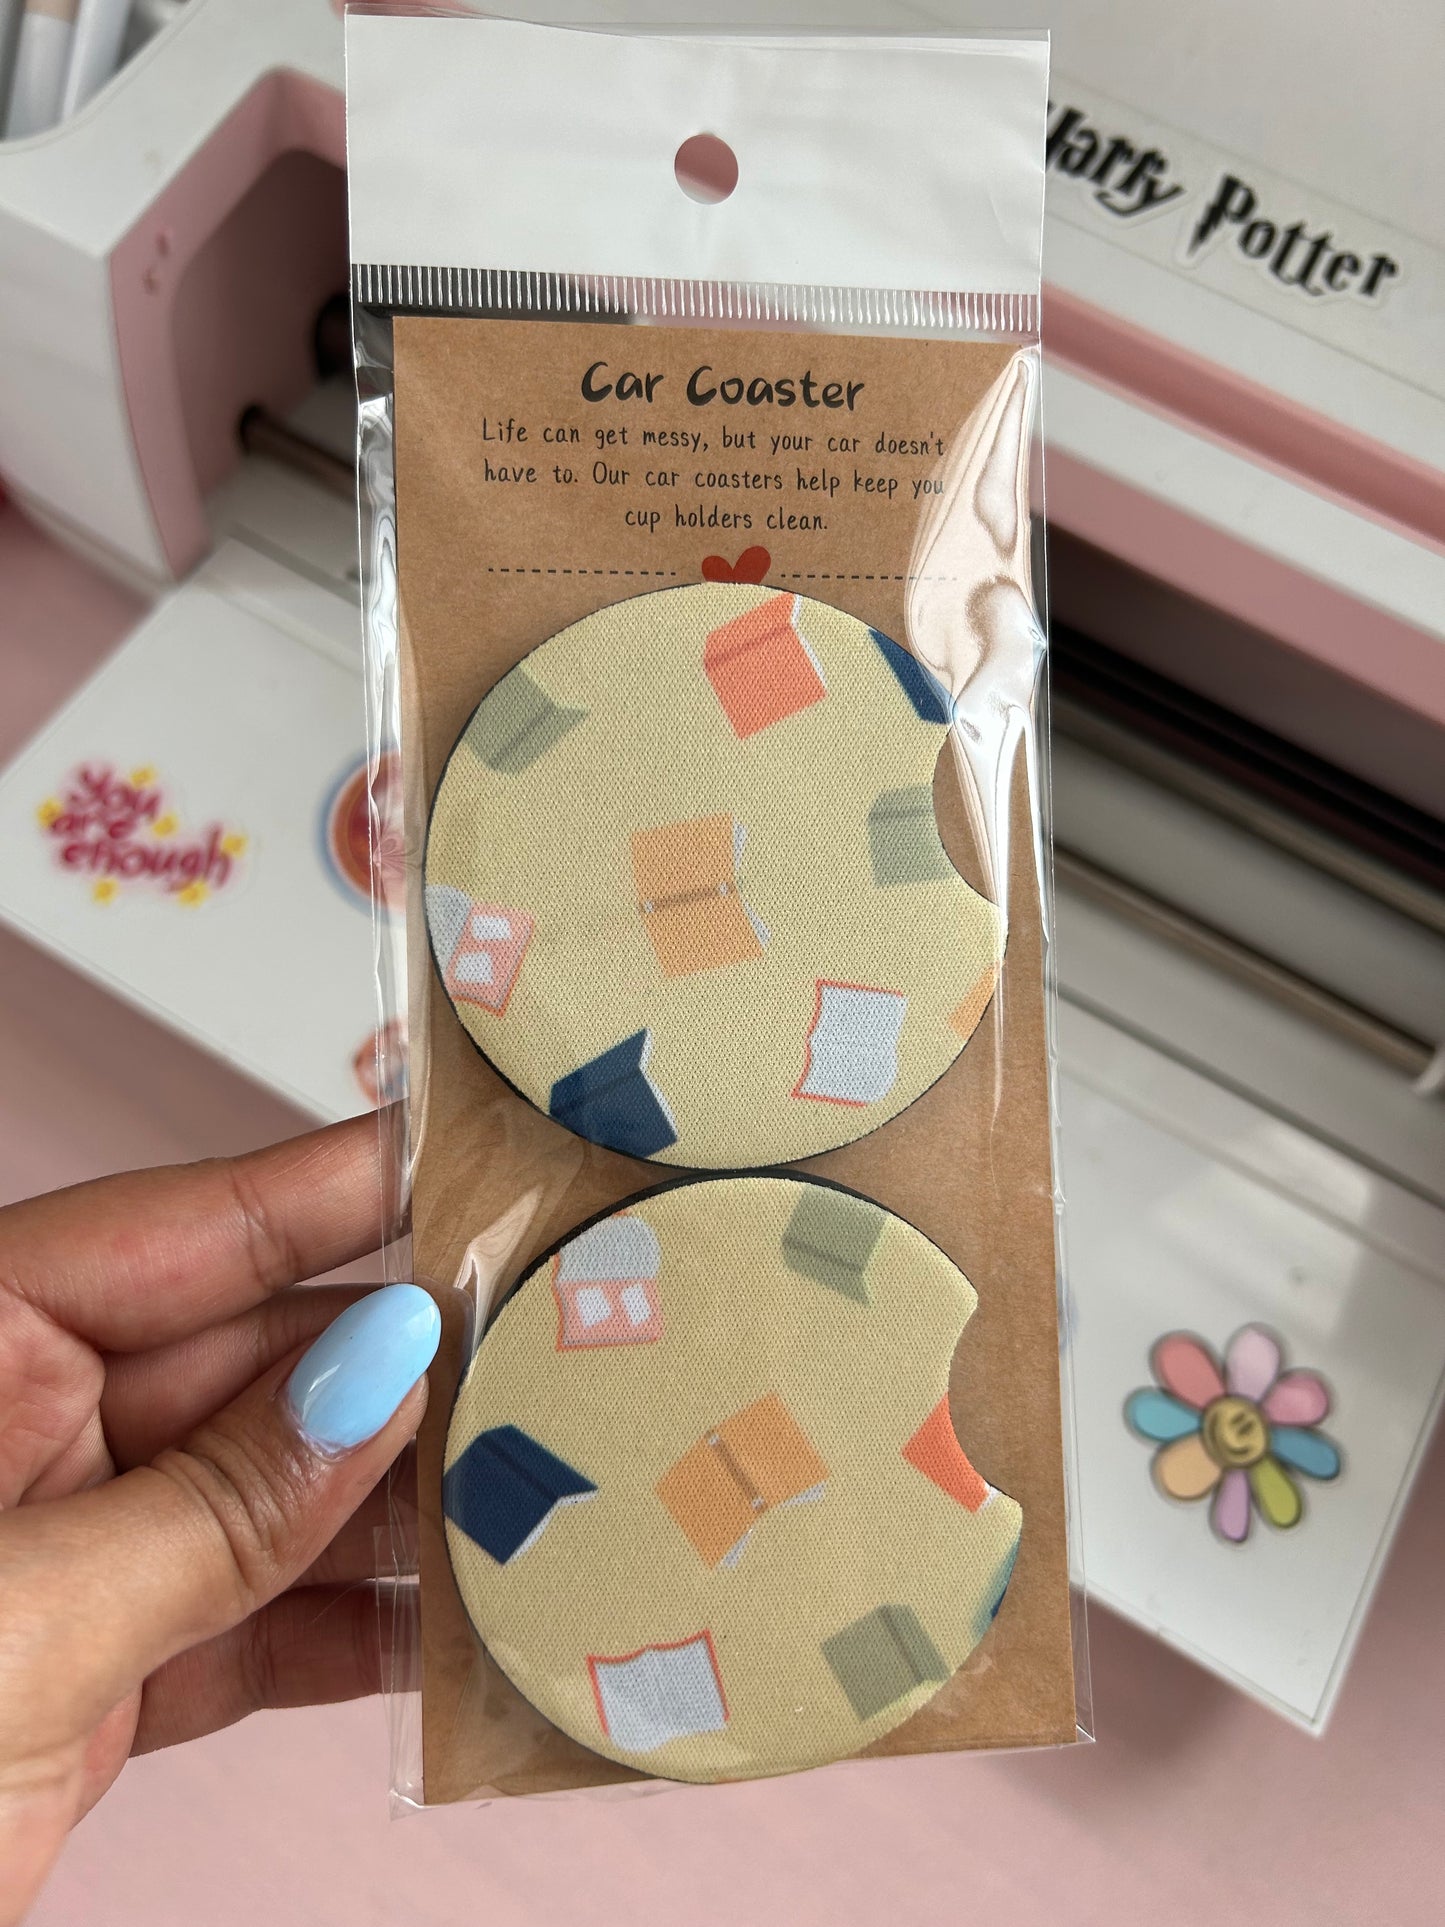 Harry Potter
Car Coaster
Life can get messy, but your car doesn't
have to. Our car coasters help keep you
cup holders clean.
You
are
enough